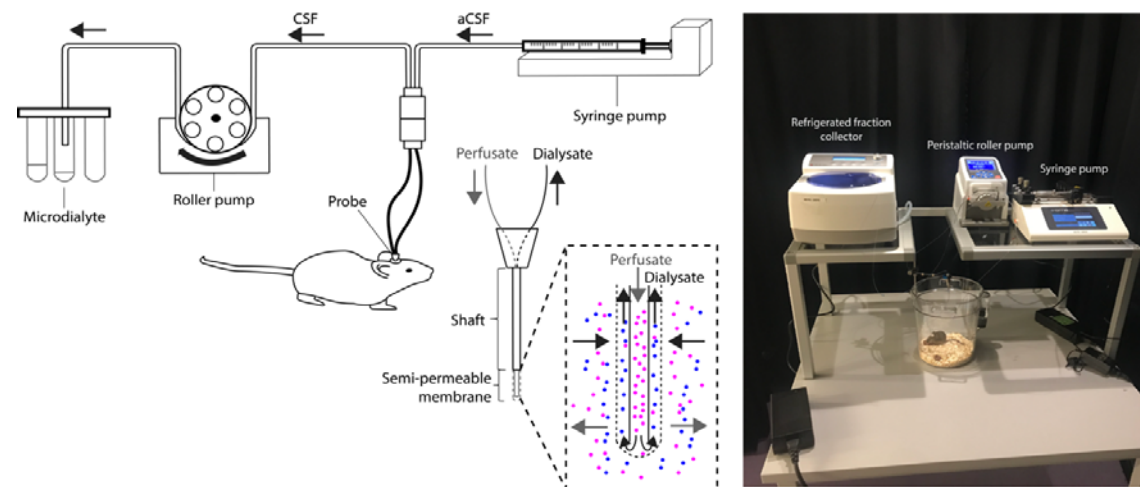 CSF
aCSF
Syringe pump
Roller pump
Microdialyte
Probe
Perfusate
Dialysate
Shaft
Semi-permeable
membrane
Perfusate
Dialysate
Refrigerated fraction
collector
Peristaltic roller pump
Syringe pump